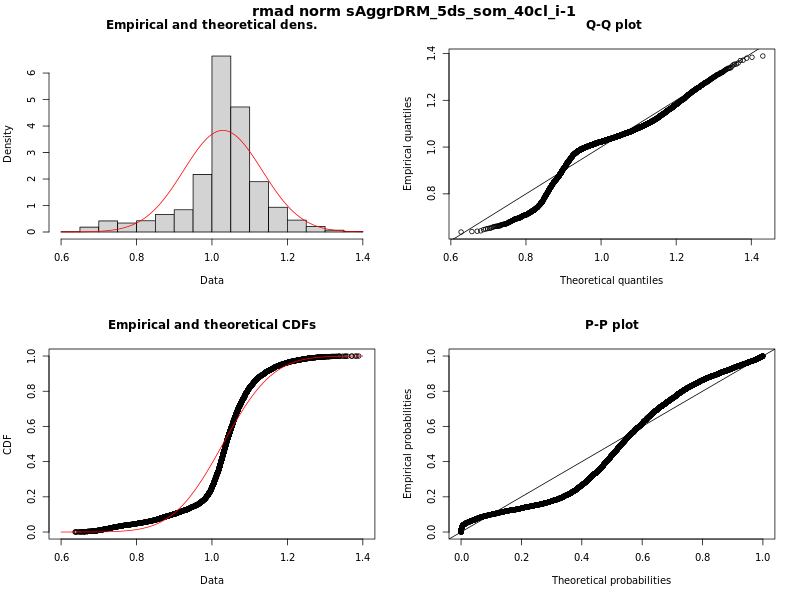 rmad norm sAggrDRM_5ds_som_40cl_i-1
Empirical and theoretical dens.
Density
0 1 2 3 4 5 6
0.6 0.8 1.0 1.2 1.4
Data
Q-Q plot
Empirical quantiles
0.8 1.0 1.2 1.4
0.6 0.8 1.0 1.2 1.4
Theoretical quantiles
Empirical and theoretical CDFs
CDF
0.0 0.2 0.4 0.6 0.8 1.0
0.6 0.8 1.0 1.2 1.4
Data
P-P plot
Empirical probabilities
0.0 0.2 0.4 0.6 0.8 1.0
0.0 0.2 0.4 0.6 0.8 1.0
Theoretical probabilities